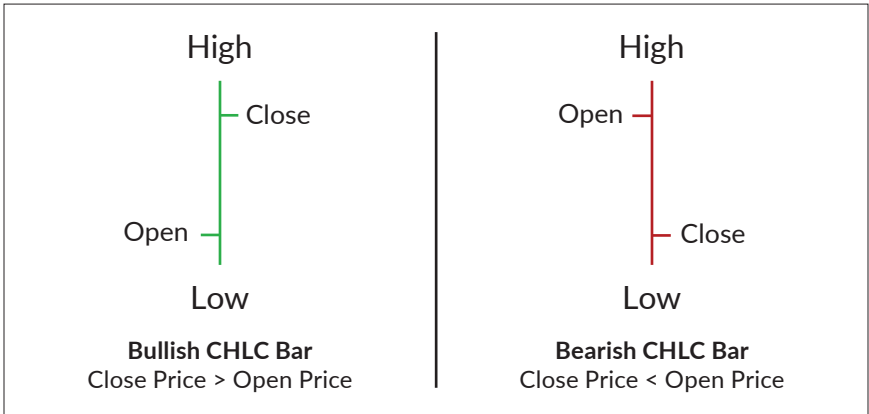 High
Close
Open
Low
Bullish CHLC Bar
Close Price > Open Price
High
Open
Close
Low
Bearish CHLC Bar
Close Price < Open Price